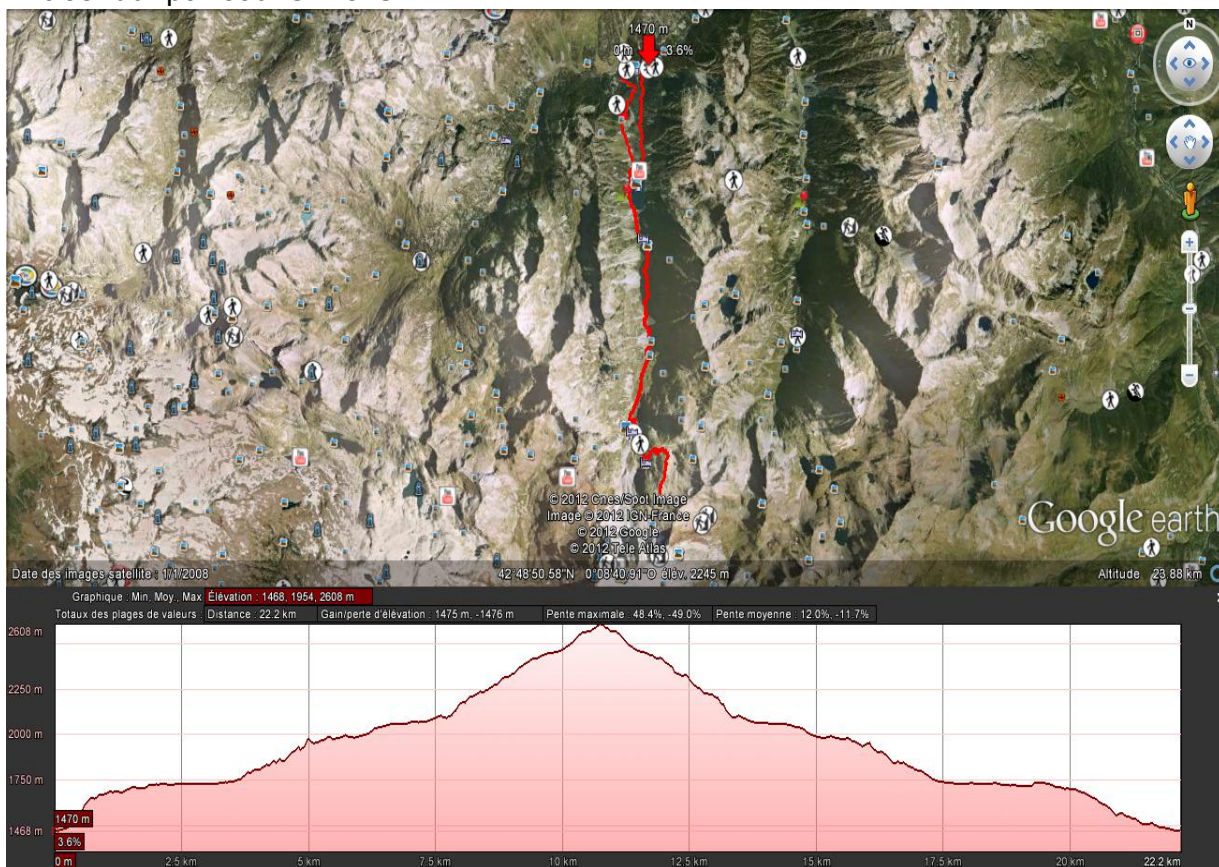 1470 m
0 m 3.6%
N
© 2012 Cnes/Spot Image
Image © 2012 IGN-France
© 2012 Google
© 2012 Tele Atlas
Google earth
Date des images satellite : 1/1/2008 42°48'50.58"N 0°08'40.91"O élév. 2245 m Altitude 23.88 km
Graphique : Min, Moy., Max Élévation : 1468, 1954, 2608 m
Totaux des plages de valeurs : Distance : 22.2 km Gain/perte d'élévation : 1475 m, -1476 m Pente maximale : 48.4%, -49.0% Pente moyenne : 12.0%, -11.7%
2608 m
2250 m
2000 m
1750 m
1470 m
1468 m
3.6%
0 m 2.5 km 5 km 7.5 km 10 km 12.5 km 15 km 17.5 km 20 km 22.2 km